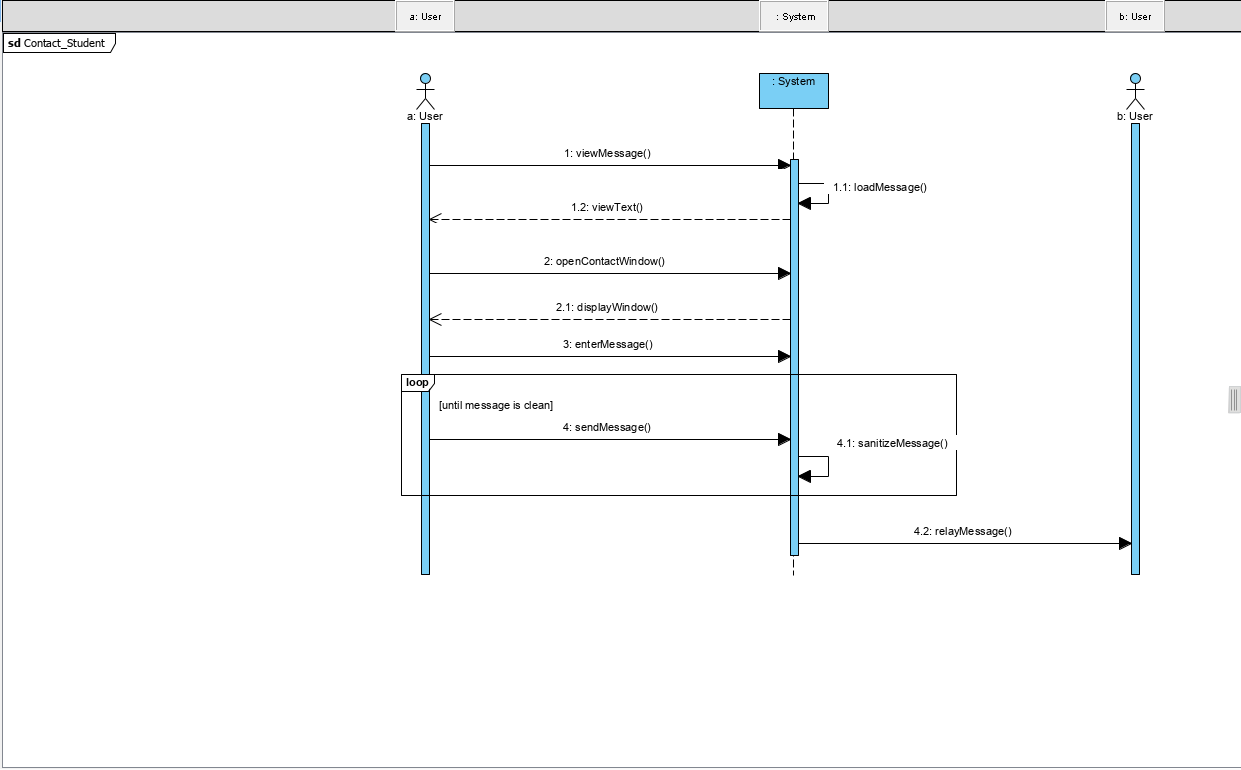 a: User
: System
b: User
sd Contact_Student
: System
a: User
b: User
1: viewMessage()
1.1: loadMessage()
1.2: viewText()
2: openContactWindow()
2.1: displayWindow()
3: enterMessage()
loop
[until message is clean]
4: sendMessage()
4.1: sanitizeMessage()
4.2: relayMessage()